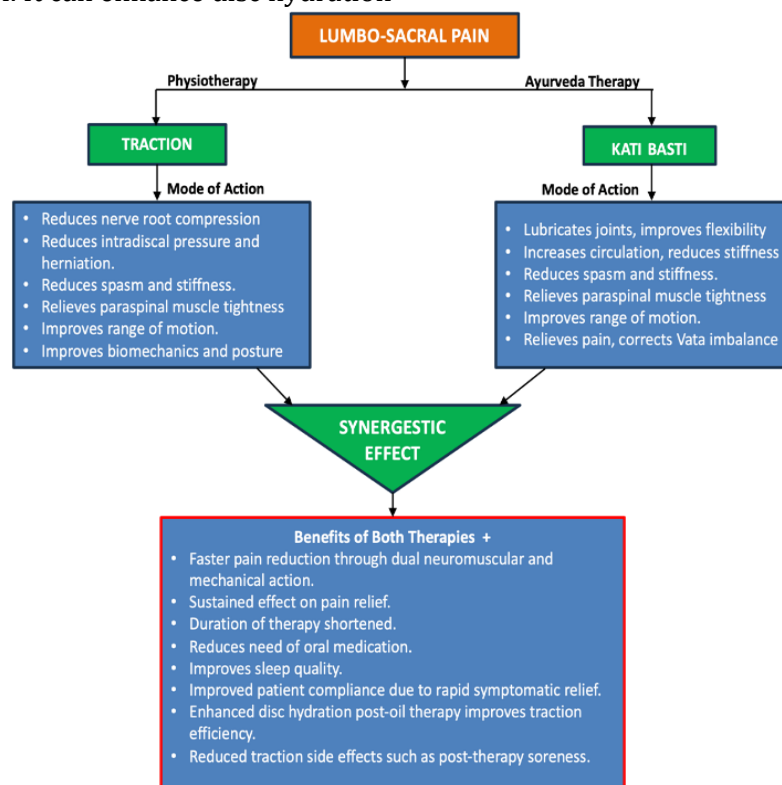 It can enhance disc hydration
LUMBO-SACRAL PAIN
Physiotherapy
Ayurveda Therapy
TRACTION
KATI BASTI
Mode of Action
Mode of Action
• Reduces nerve root compression
• Reduces intradiscal pressure and
herniation.
• Reduces spasm and stiffness.
• Relieves paraspinal muscle tightness
• Improves range of motion.
• Improves biomechanics and posture
• Lubricates joints, improves flexibility
• Increases circulation, reduces stiffness
• Reduces spasm and stiffness.
• Relieves paraspinal muscle tightness
• Improves range of motion.
• Relieves pain, corrects Vata imbalance
SYNERGESTIC
EFFECT
Benefits of Both Therapies +
• Faster pain reduction through dual neuromuscular and
mechanical action.
• Sustained effect on pain relief.
• Duration of therapy shortened.
• Reduces need of oral medication.
• Improves sleep quality.
• Improved patient compliance due to rapid symptomatic relief.
• Enhanced disc hydration post-oil therapy improves traction
efficiency.
• Reduced traction side effects such as post-therapy soreness.